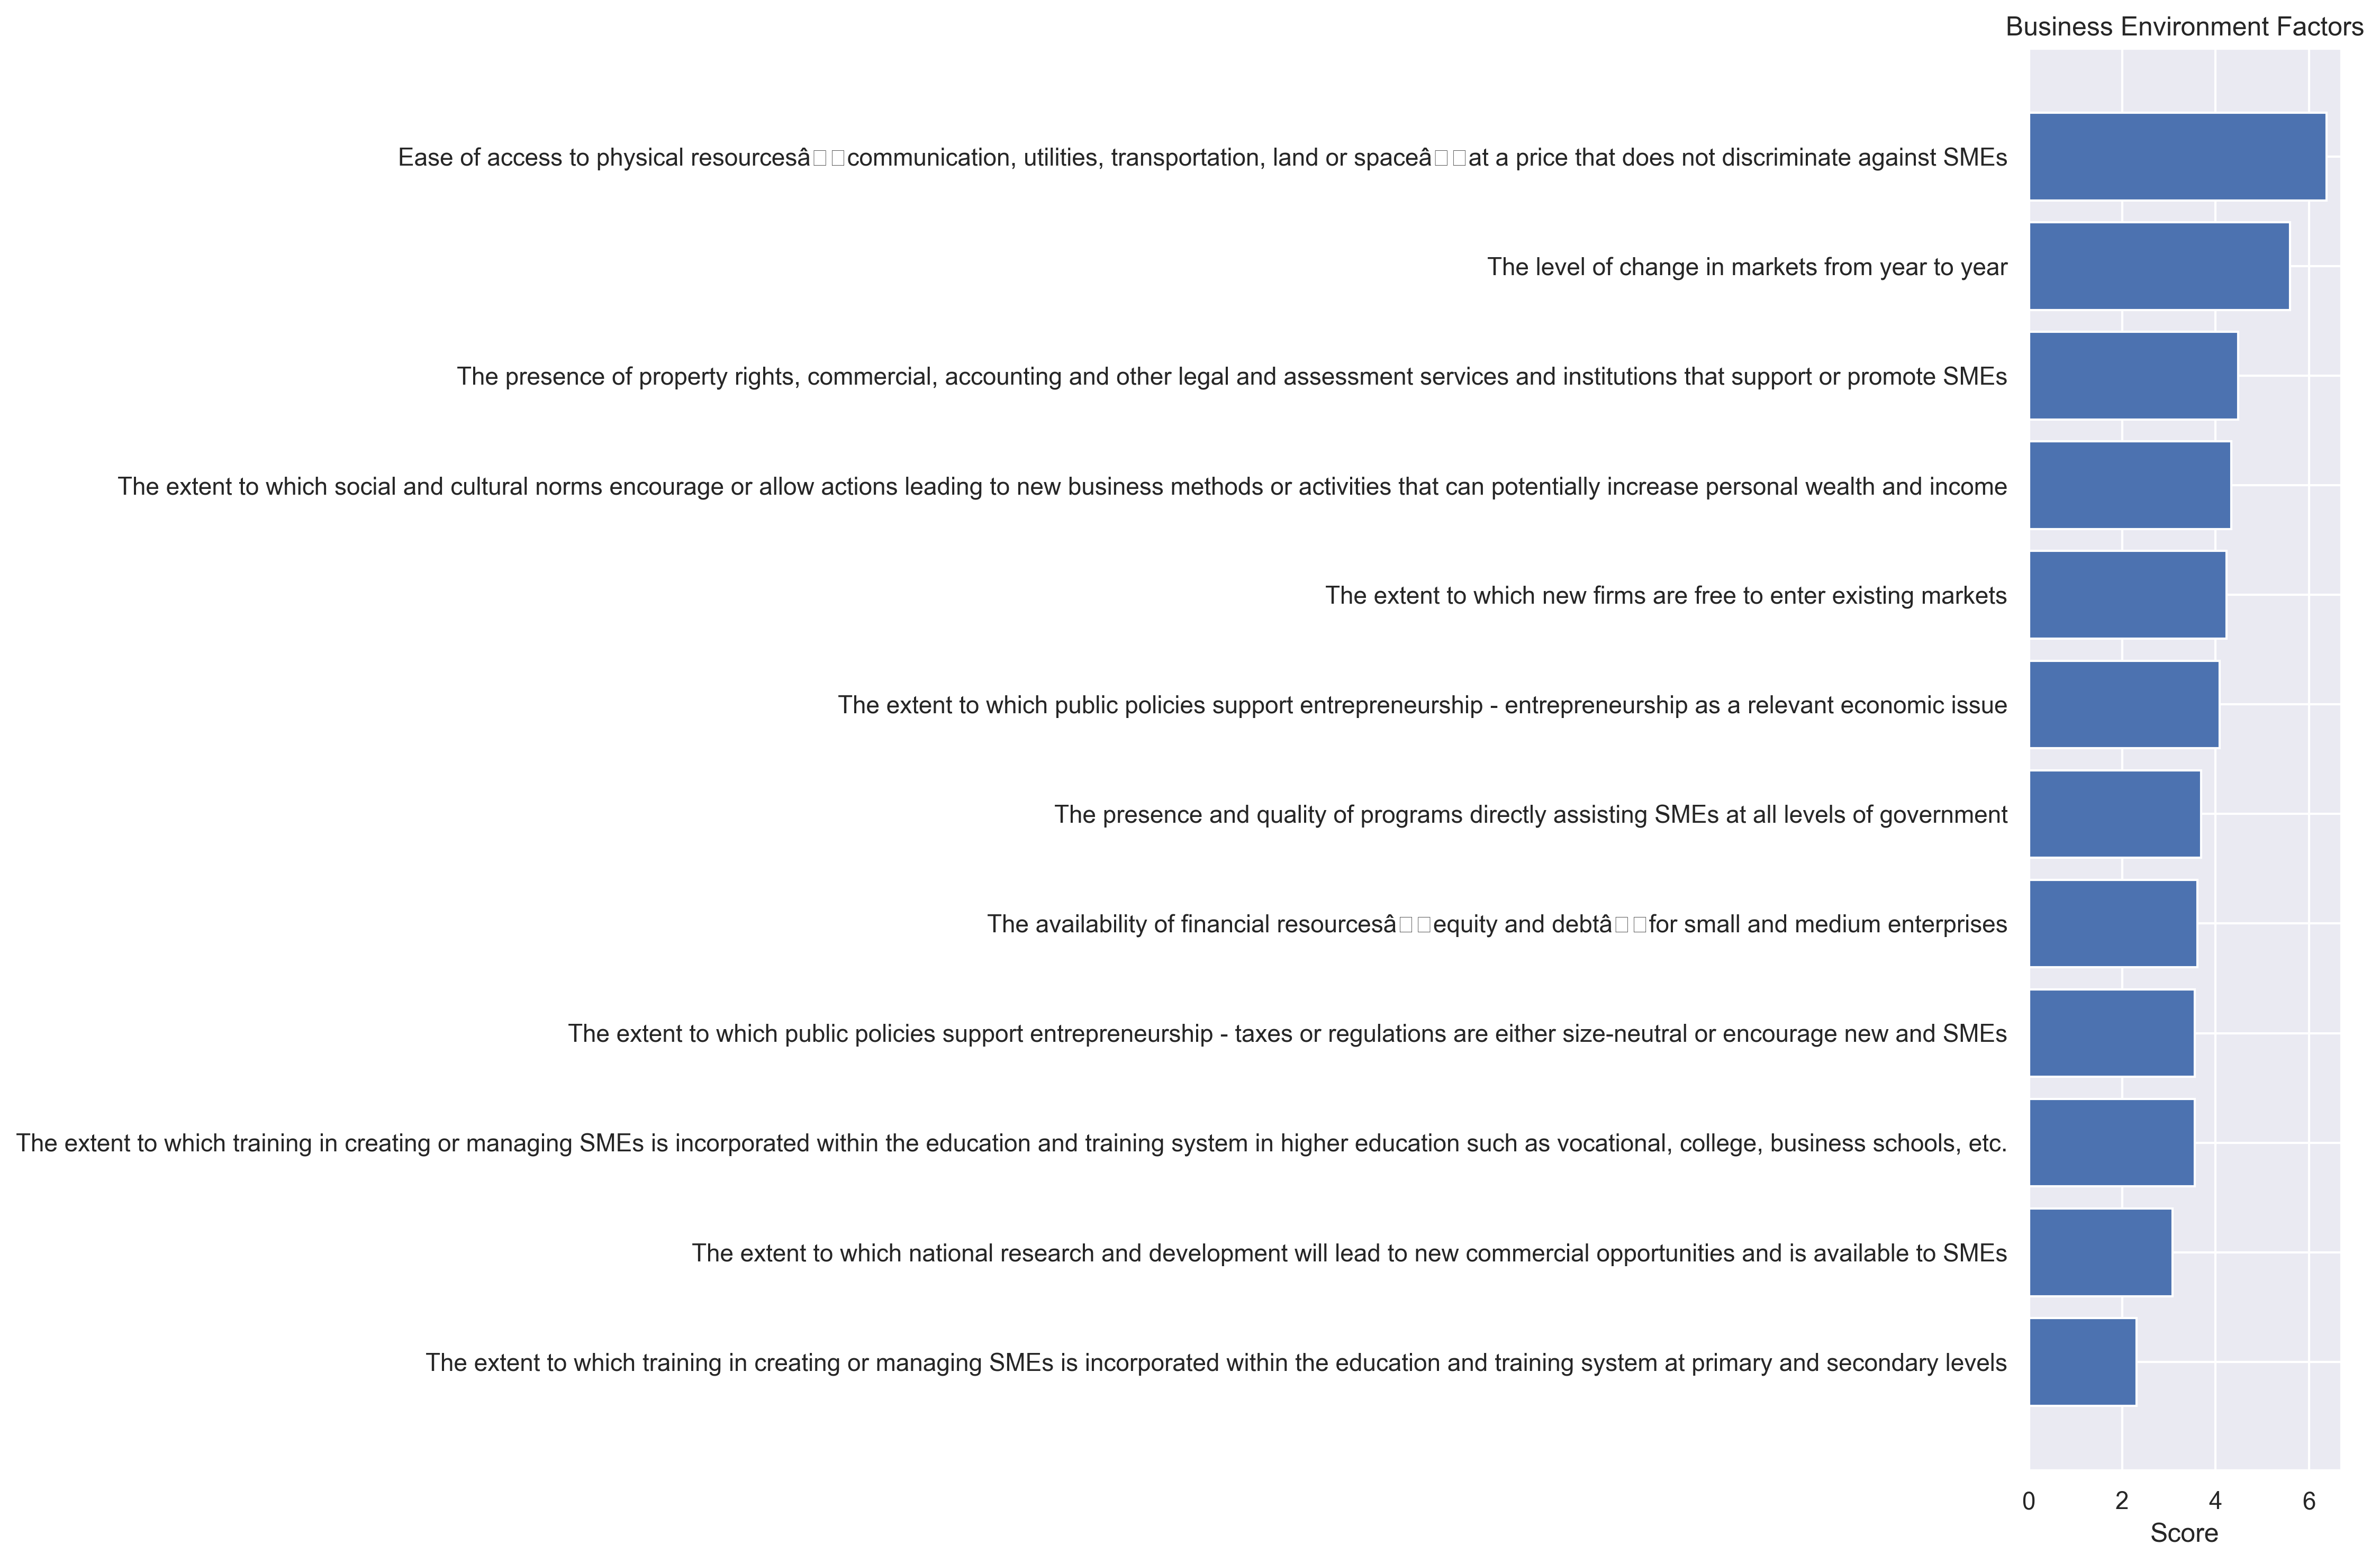 Business Environment Factors
Ease of access to physical resourcesâ□□communication, utilities, transportation, land or spaceâ□□at a price that does not discriminate against SMEs
The level of change in markets from year to year
The presence of property rights, commercial, accounting and other legal and assessment services and institutions that support or promote SMEs
The extent to which social and cultural norms encourage or allow actions leading to new business methods or activities that can potentially increase personal wealth and income
The extent to which new firms are free to enter existing markets
The extent to which public policies support entrepreneurship - entrepreneurship as a relevant economic issue
The presence and quality of programs directly assisting SMEs at all levels of government
The availability of financial resourcesâ□□equity and debtâ□□for small and medium enterprises
The extent to which public policies support entrepreneurship - taxes or regulations are either size-neutral or encourage new and SMEs
The extent to which training in creating or managing SMEs is incorporated within the education and training system in higher education such as vocational, college, business schools, etc.
The extent to which national research and development will lead to new commercial opportunities and is available to SMEs
The extent to which training in creating or managing SMEs is incorporated within the education and training system at primary and secondary levels
0 2 4 6
Score